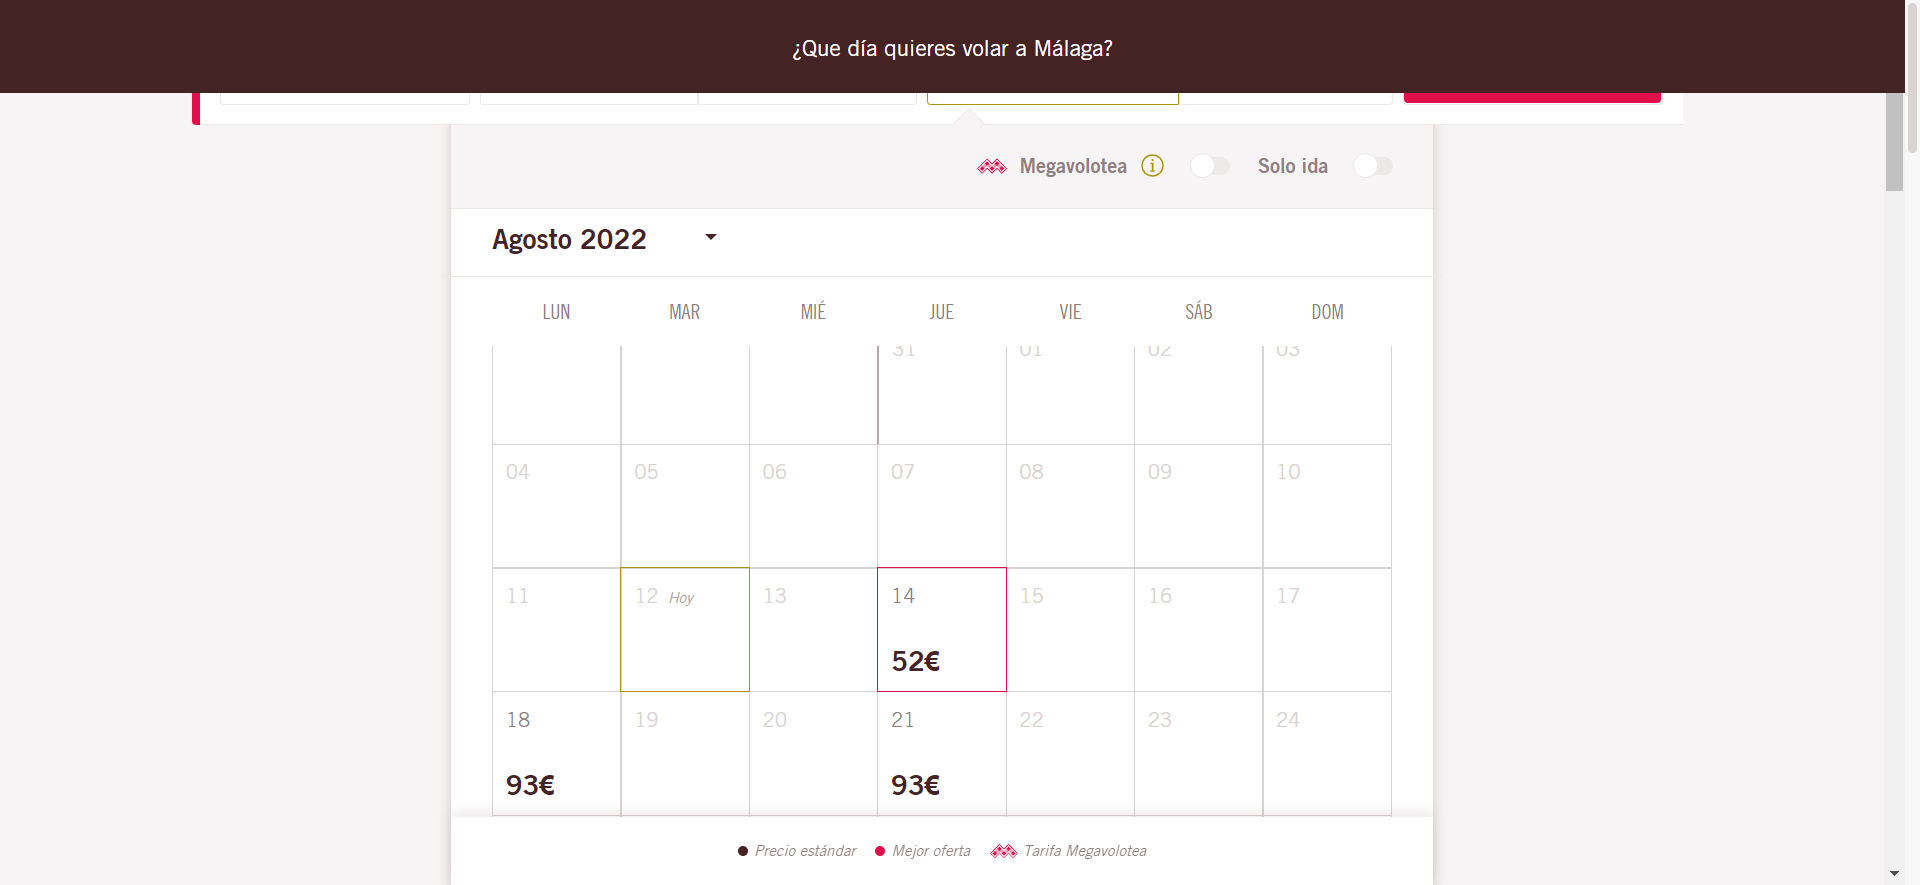 ¿Que día quieres volar a Málaga?
Megavolotea i Solo ida
Agosto 2022
LUN MAR MIÉ JUE VIE SÁB DOM
31 01 02 03
04 05 06 07 08 09 10
11 12 Hoy 13 14 15 16 17
52€
18 19 20 21 22 23 24
93€ 93€
Precio estándar Mejor oferta Tarifa Megavolotea